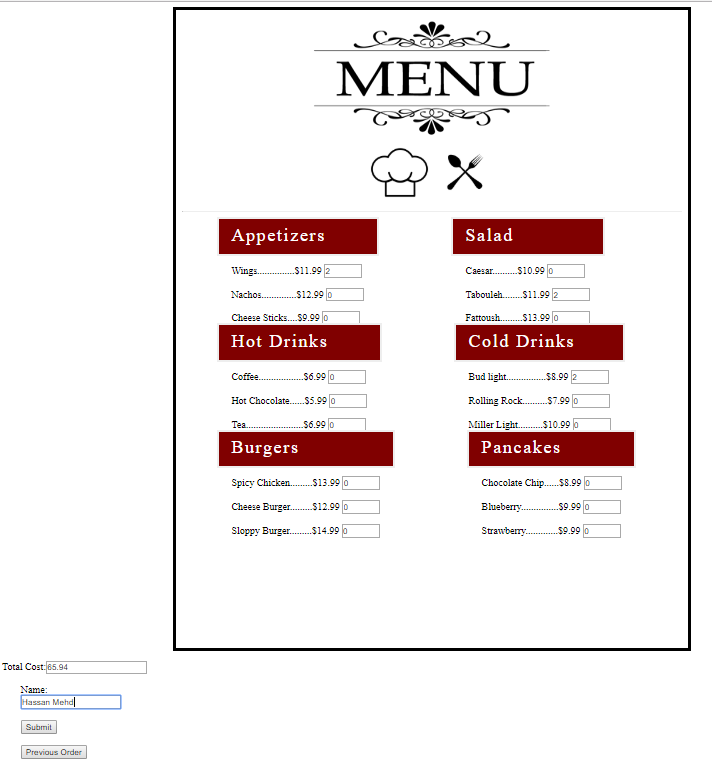 MENU
Appetizers
Wings...............$11.99 2
Nachos..............$12.99 0
Cheese Sticks....$9.99 0
Salad
Caesar..........$10.99 0
Tabouleh........$11.99 2
Fattoush.........$13.99 0
Hot Drinks
Coffee..................$6.99 0
Hot Chocolate......$5.99 0
Tea.......................$6.99 0
Cold Drinks
Bud light................$8.99 2
Rolling Rock..........$7.99 0
Miller Light..........$10.99 0
Burgers
Spicy Chicken.........$13.99 0
Cheese Burger.........$12.99 0
Sloppy Burger.........$14.99 0
Pancakes
Chocolate Chip......$8.99 0
Blueberry...............$9.99 0
Strawberry.............$9.99 0
Total Cost:65.94
Name:
Hassan Mehd
Submit
Previous Order